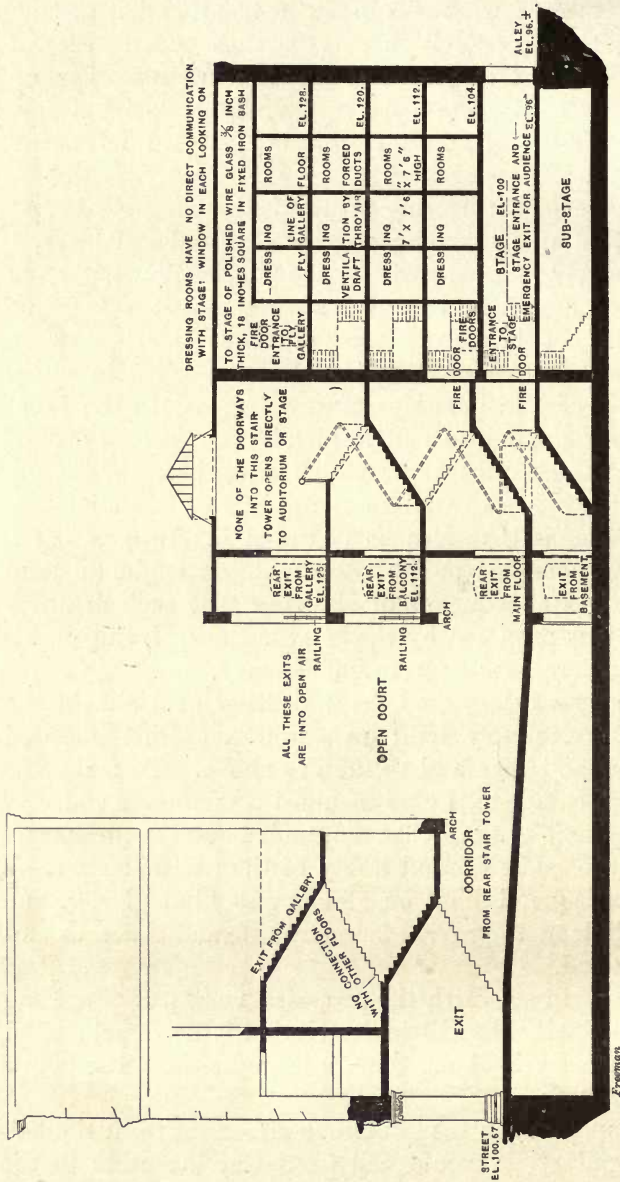 DRESSING ROOMS HAVE NO DIRECT COMMUNICATION
WITH STAGE: WINDOW IN EACH LOOKING ON
TO STAGE OF POLISHED WIRE GLASS 3/8 INCH
THICK, 18 INCHES SQUARE IN FIXED IRON SASH
FIRE
DOOR
ENTRANCE
TO
FLY
GALLERY
DRESS ING ROOMS
FLY LINE OF
GALLERY FLOOR
EL.128.
DRESS ING ROOMS
VENTILATION BY FORCED
DRAFT THRO' AIR DUCTS
EL.120.
DRESS ING ROOMS
7' X 7'6" X 7'6"
HIGH
EL.112.
DRESS ING ROOMS
EL.104.
FIRE
DOORS
FIRE DOOR
ENTRANCE
TO
STAGE
STAGE EL-100
STAGE ENTRANCE AND
EMERGENCY EXIT FOR AUDIENCE EL.96±
FIRE DOOR
SUB-STAGE
ALLEY
EL.96.±
NONE OF THE DOORWAYS
INTO THIS STAIR-
TOWER OPENS DIRECTLY
TO AUDITORIUM OR STAGE
REAR
EXIT
FROM
GALLERY
EL.125.
REAR
EXIT
FROM
BALCONY
EL.112.
REAR
EXIT
FROM
MAIN FLOOR
EXIT
FROM
BASEMENT
RAILING
RAILING
ARCH
ALL THESE EXITS
ARE INTO OPEN AIR
OPEN COURT
ARCH
CORRIDOR
FROM REAR STAIR TOWER
EXIT FROM GALLERY
NO
CONNECTION
WITH OTHER FLOORS
EXIT
STREET
EL.100.67
Freeman